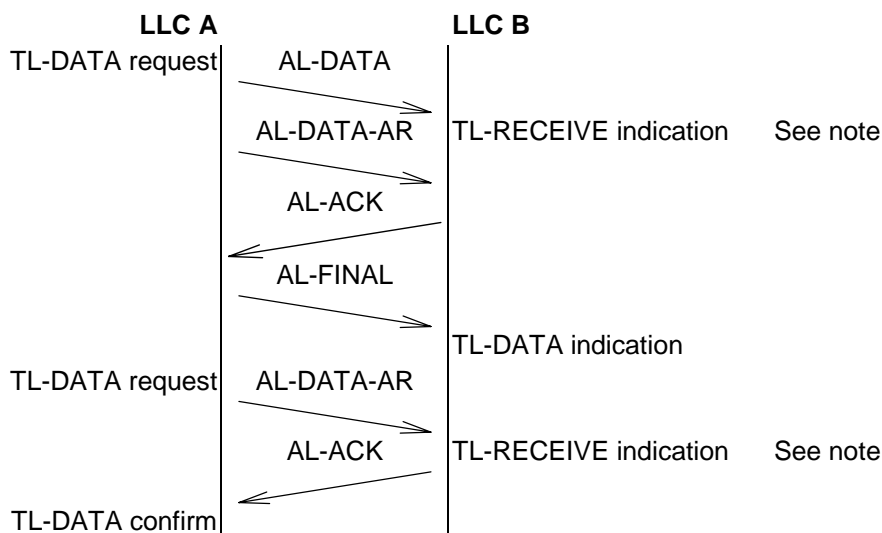 LLC A LLC B
TL-DATA request AL-DATA
AL-DATA-AR TL-RECEIVE indication See note
AL-ACK
AL-FINAL
TL-DATA indication
TL-DATA request AL-DATA-AR
AL-ACK TL-RECEIVE indication See note
TL-DATA confirm